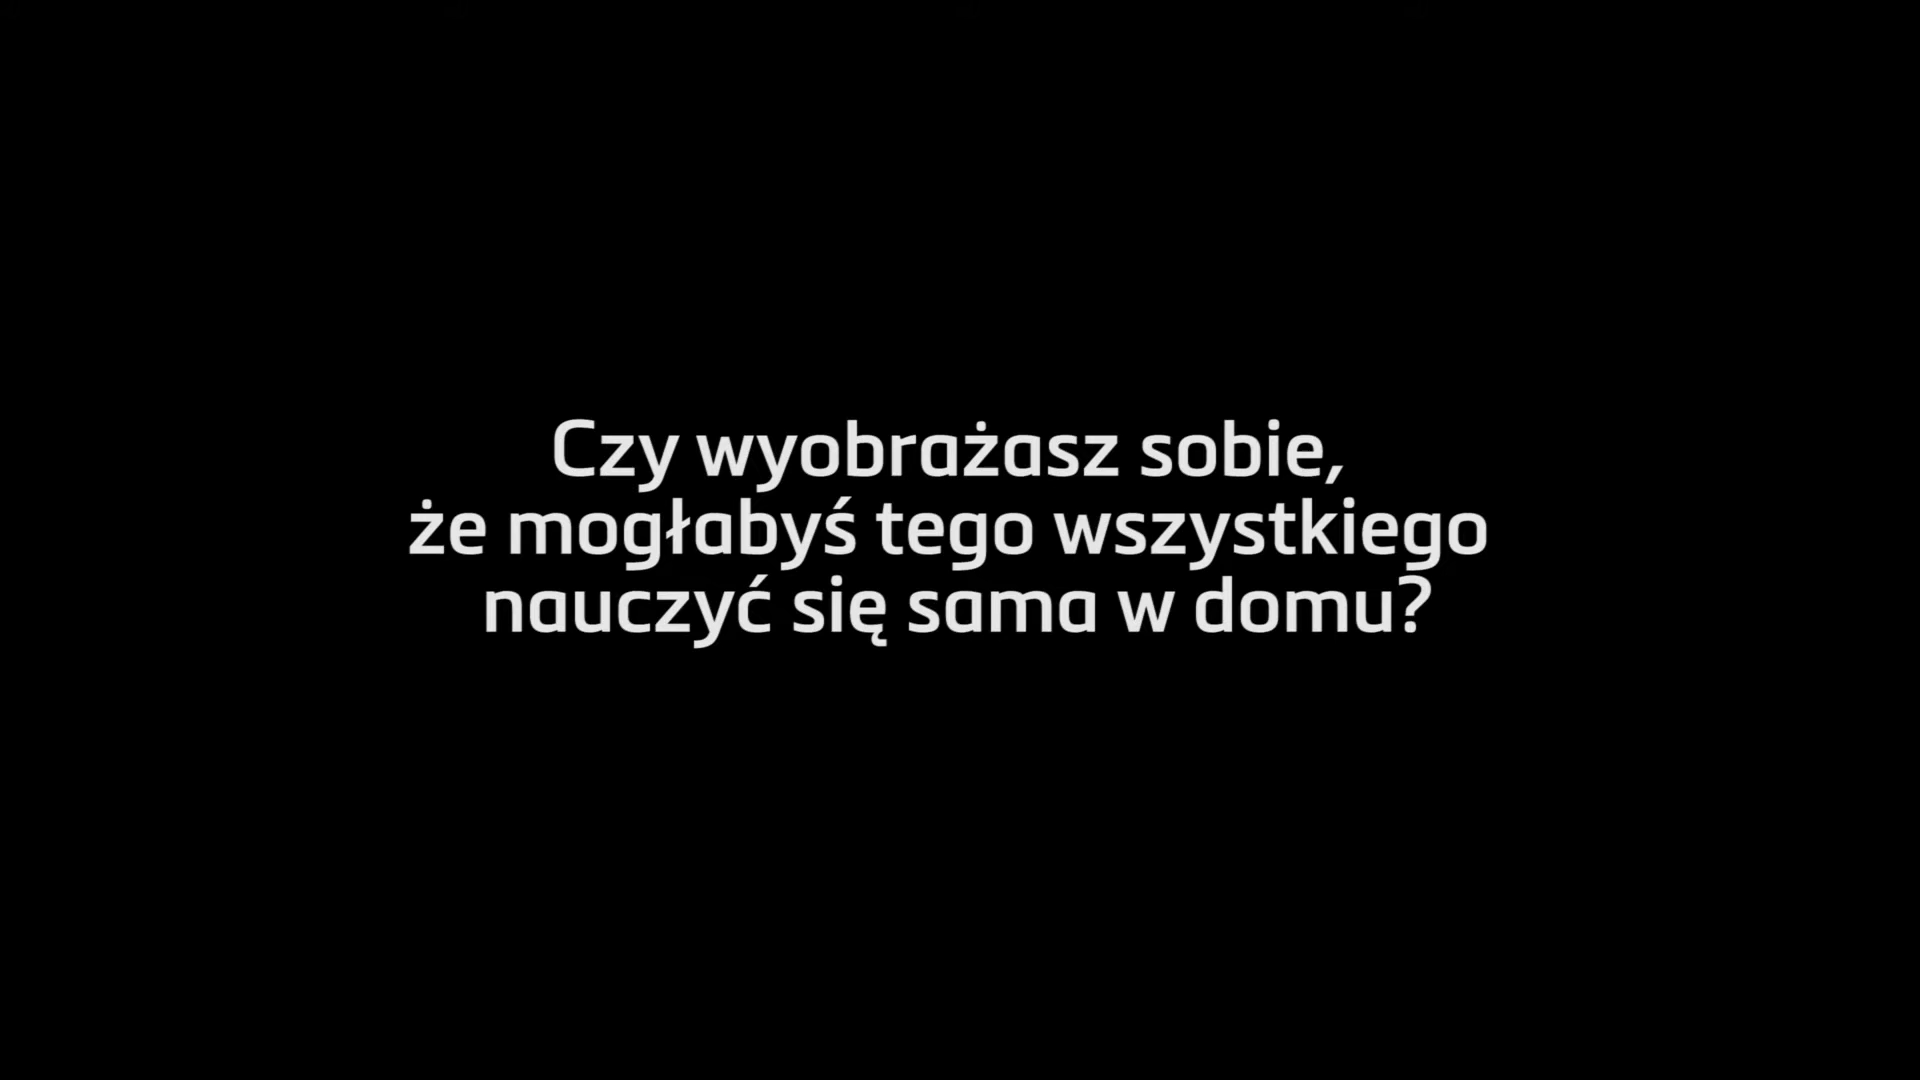 Czy wyobrażasz sobie,
że mogłabyś tego wszystkiego
nauczyć się sama w domu?